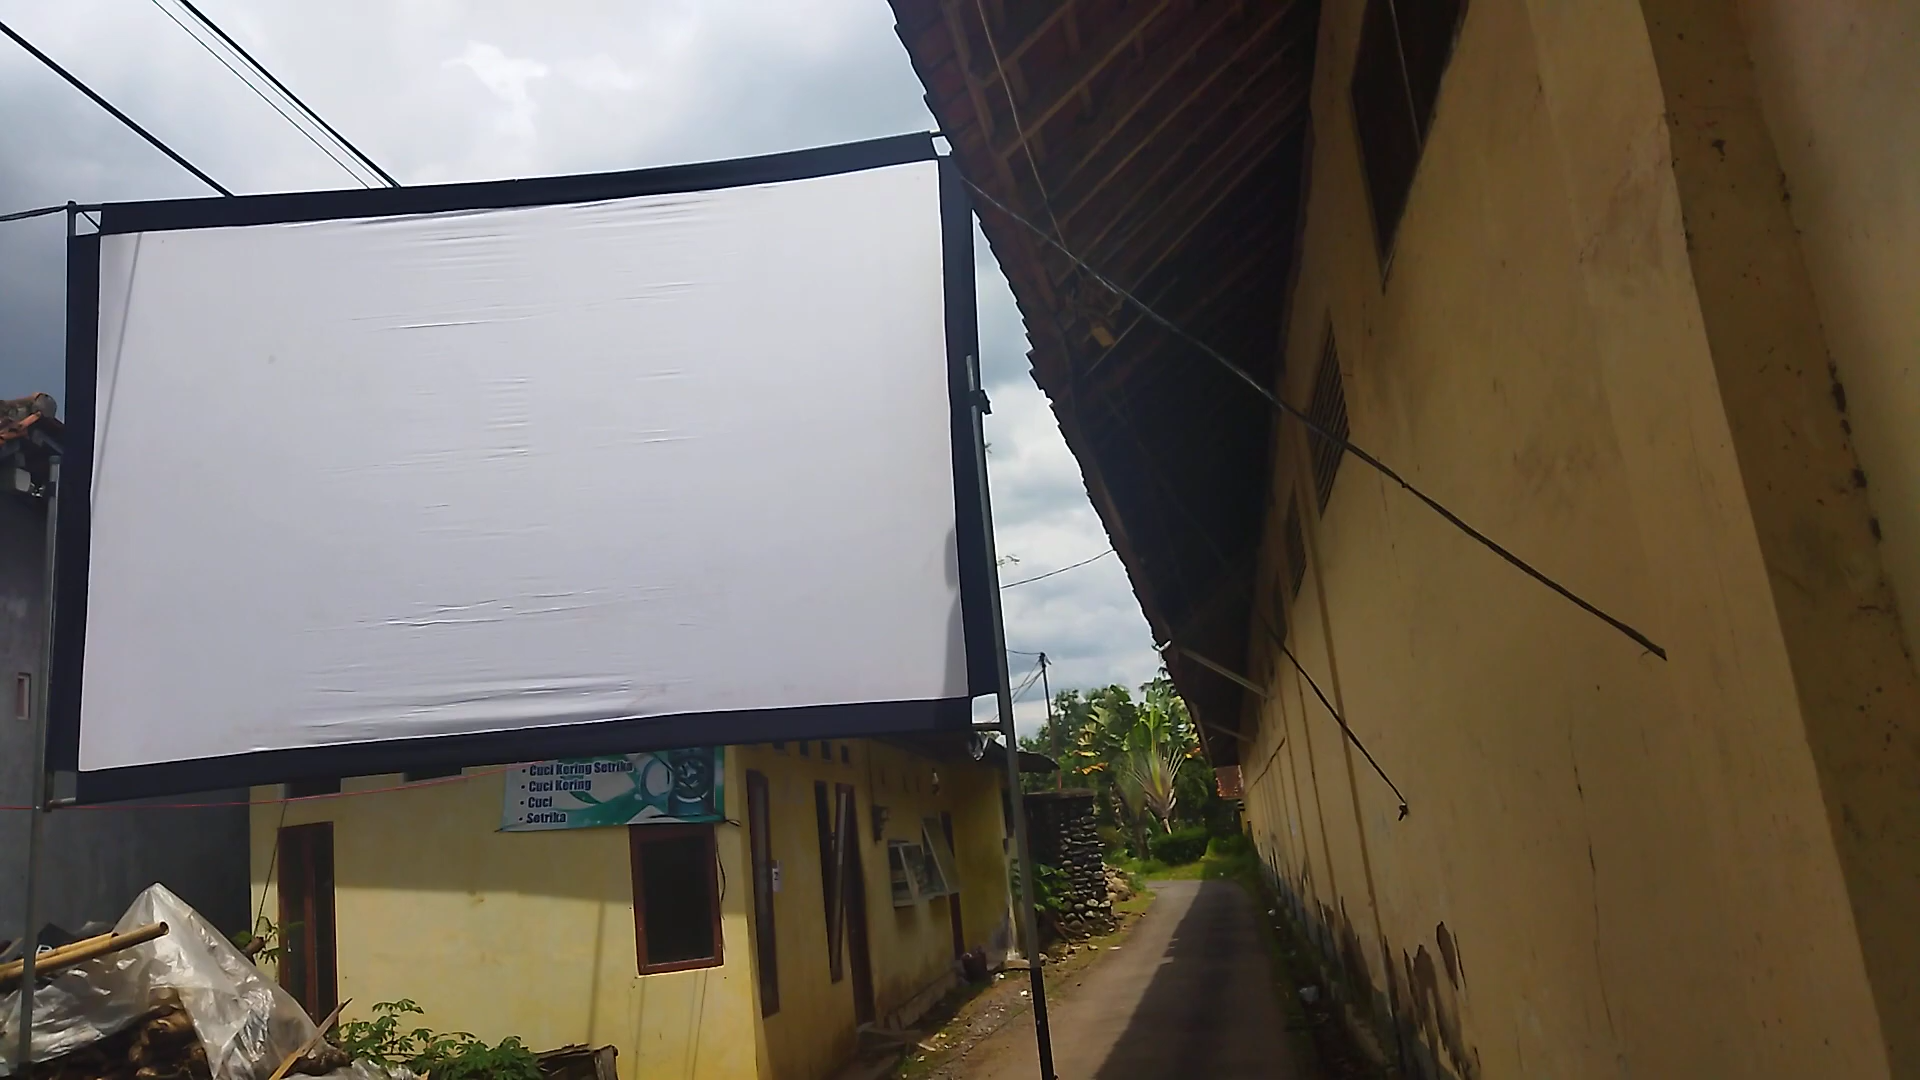 • Cuci Kering Setrika
• Cuci Kering
• Cuci
• Setrika